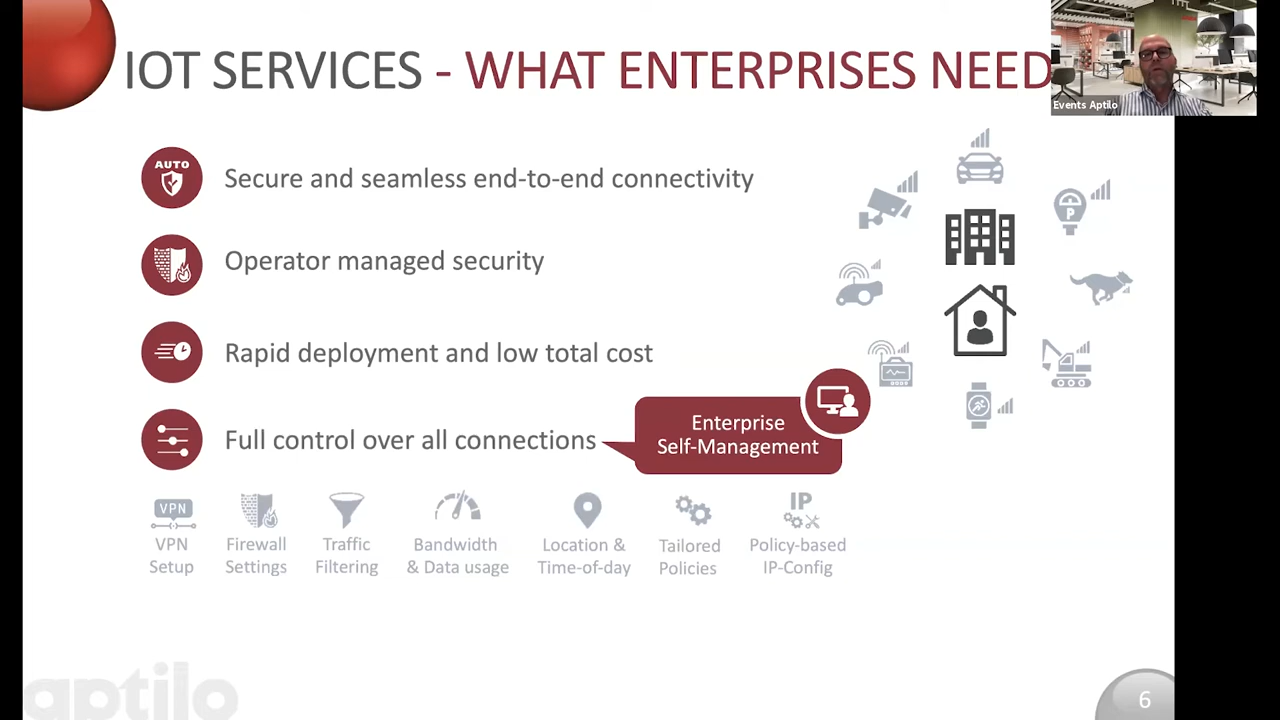 IOT SERVICES - WHAT ENTERPRISES NEED
Events Aptilo
AUTO
Secure and seamless end-to-end connectivity
P
Operator managed security
Rapid deployment and low total cost
Full control over all connections
Enterprise
Self-Management
VPN
VPN
Setup
Firewall
Settings
Traffic
Filtering
Bandwidth
& Data usage
Location &
Time-of-day
Tailored
Policies
IP
Policy-based
IP-Config
aptilo
6